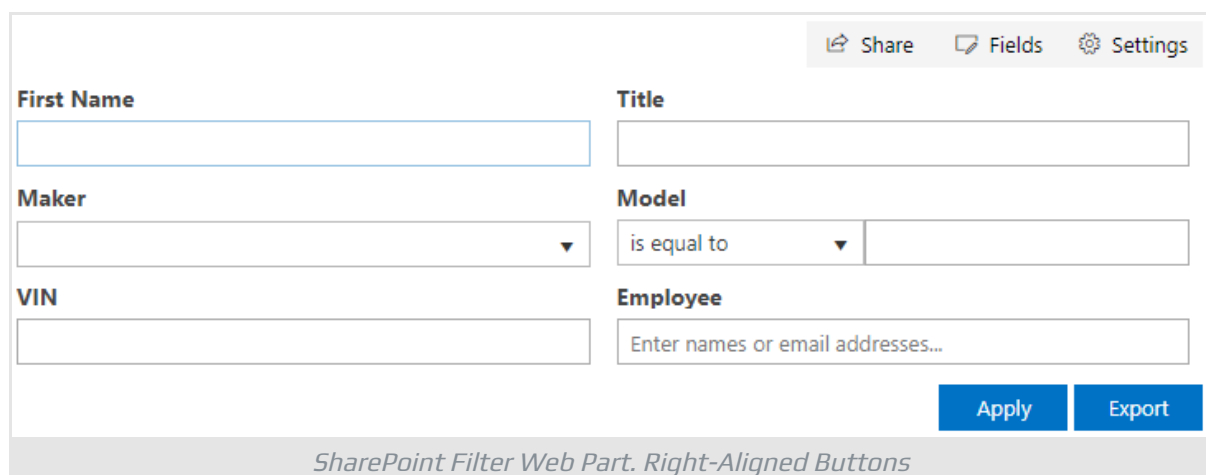 Share Fields Settings
First Name Title
Maker Model
is equal to
VIN Employee
Enter names or email addresses...
Apply Export
SharePoint Filter Web Part. Right-Aligned Buttons